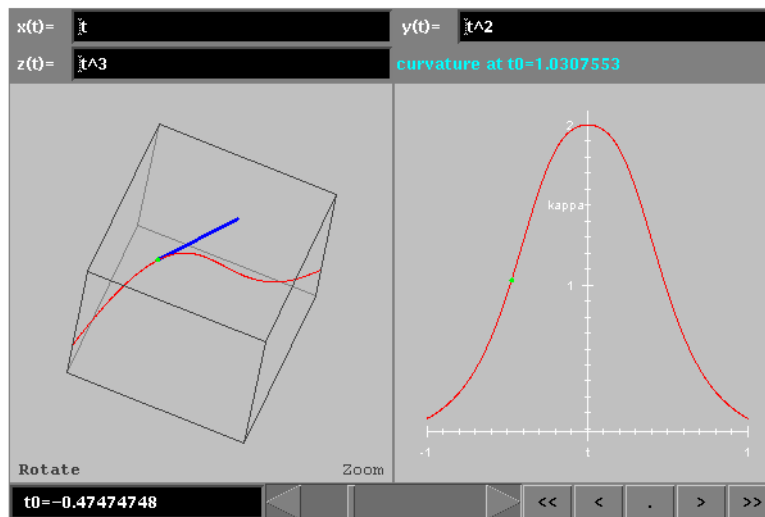 x(t)= t y(t)= t^2
z(t)= t^3 curvature at t0=1.0307553
2
kappa
1
-1 t 1
Rotate Zoom
t0=-0.47474748 << < . > >>